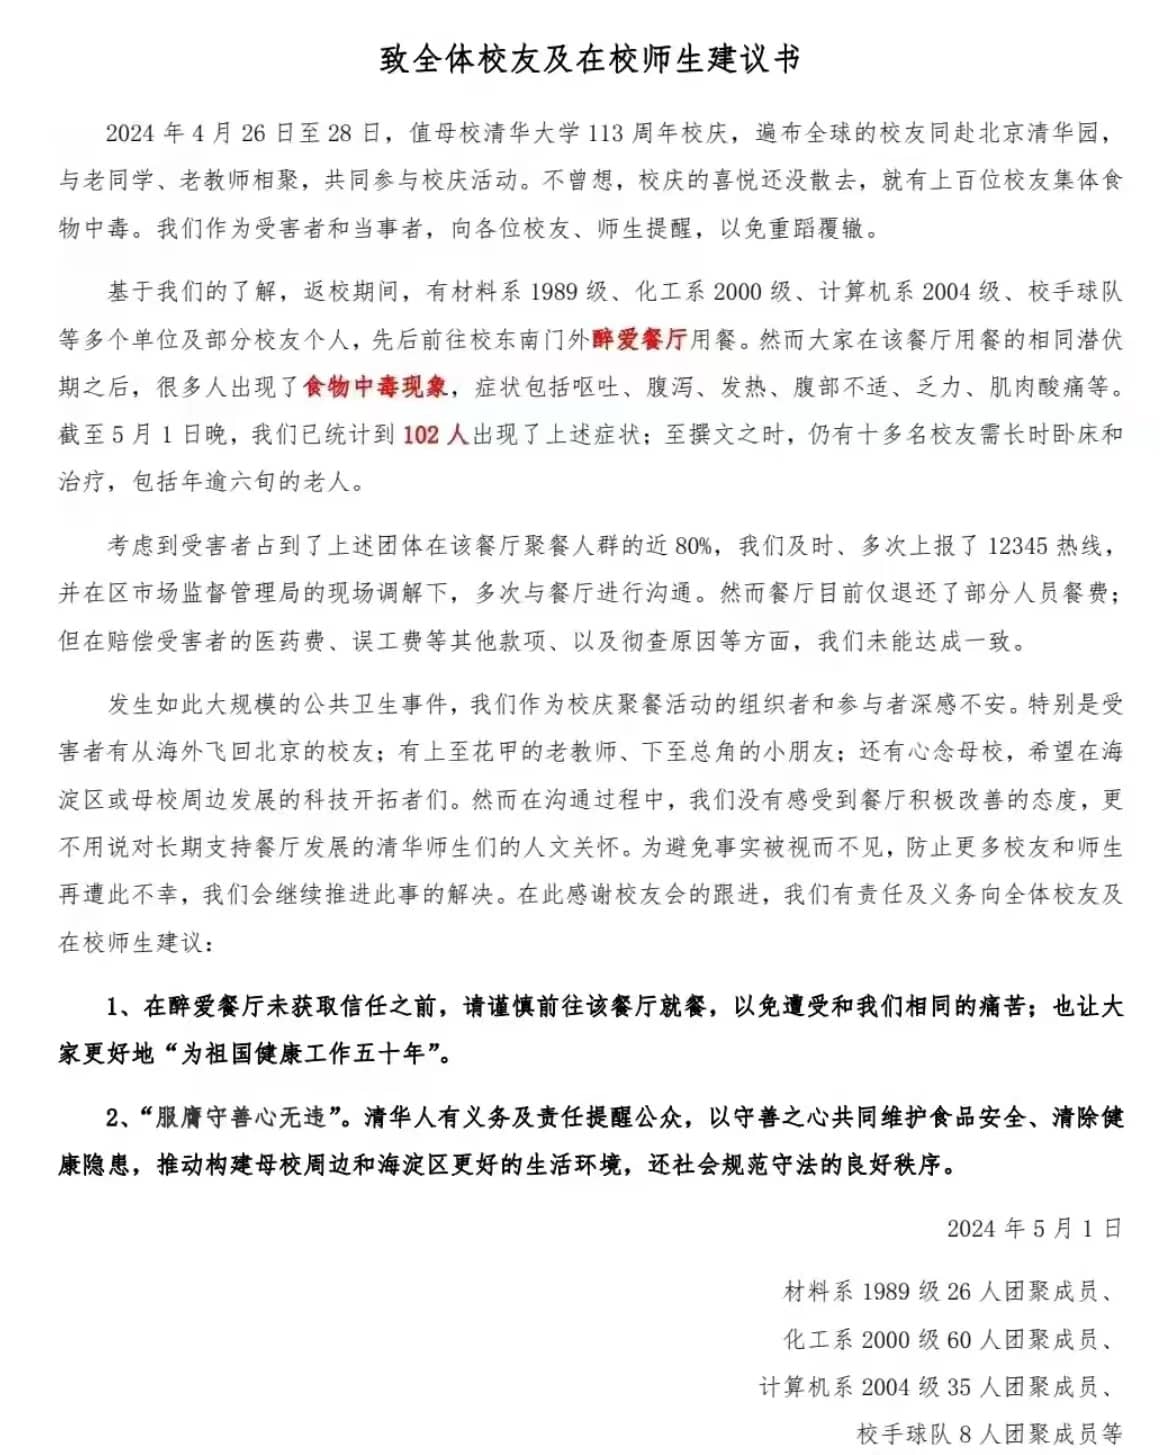 致全体校友及在校师生建议书
2024 年 4 月 26 日至 28 日，值母校清华大学 113 周年校庆，遍布全球的校友同赴北京清华园，
与老同学、老教师相聚，共同参与校庆活动。不曾想，校庆的喜悦还没散去，就有上百位校友集体食
物中毒。我们作为受害者和当事者，向各位校友、师生提醒，以免重蹈覆辙。
基于我们的了解，返校期间，有材料系 1989 级、化工系 2000 级、计算机系 2004 级、校手球队
等多个单位及部分校友个人，先后前往校东南门外醉爱餐厅用餐。然而大家在该餐厅用餐的相同潜伏
期之后，很多人出现了食物中毒现象，症状包括呕吐、腹泻、发热、腹部不适、乏力、肌肉酸痛等。
截至 5 月 1 日晚，我们已统计到 102 人出现了上述症状；至撰文之时，仍有十多名校友需长时卧床和
治疗，包括年逾六旬的老人。
考虑到受害者占到了上述团体在该餐厅聚餐人群的近 80%，我们及时、多次上报了 12345 热线，
并在区市场监督管理局的现场调解下，多次与餐厅进行沟通。然而餐厅目前仅退还了部分人员餐费；
但在赔偿受害者的医药费、误工费等其他款项、以及彻查原因等方面，我们未能达成一致。
发生如此大规模的公共卫生事件，我们作为校庆聚餐活动的组织者和参与者深感不安。特别是受
害者有从海外飞回北京的校友；有上至花甲的老教师、下至总角的小朋友；还有心念母校，希望在海
淀区或母校周边发展的科技开拓者们。然而在沟通过程中，我们没有感受到餐厅积极改善的态度，更
不用说对长期支持餐厅发展的清华师生们的人文关怀。为避免事实被视而不见，防止更多校友和师生
再遭此不幸，我们会继续推进此事的解决。在此感谢校友会的跟进，我们有责任及义务向全体校友及
在校师生建议：
1、在醉爱餐厅未获取信任之前，请谨慎前往该餐厅就餐，以免遭受和我们相同的痛苦；也让大
家更好地“为祖国健康工作五十年”。
2、“服膺守善心无违”。清华人有义务及责任提醒公众，以守善之心共同维护食品安全、清除健
康隐患，推动构建母校周边和海淀区更好的生活环境，还社会规范守法的良好秩序。
2024 年 5 月 1 日
材料系 1989 级 26 人团聚成员、
化工系 2000 级 60 人团聚成员、
计算机系 2004 级 35 人团聚成员、
校手球队 8 人团聚成员等